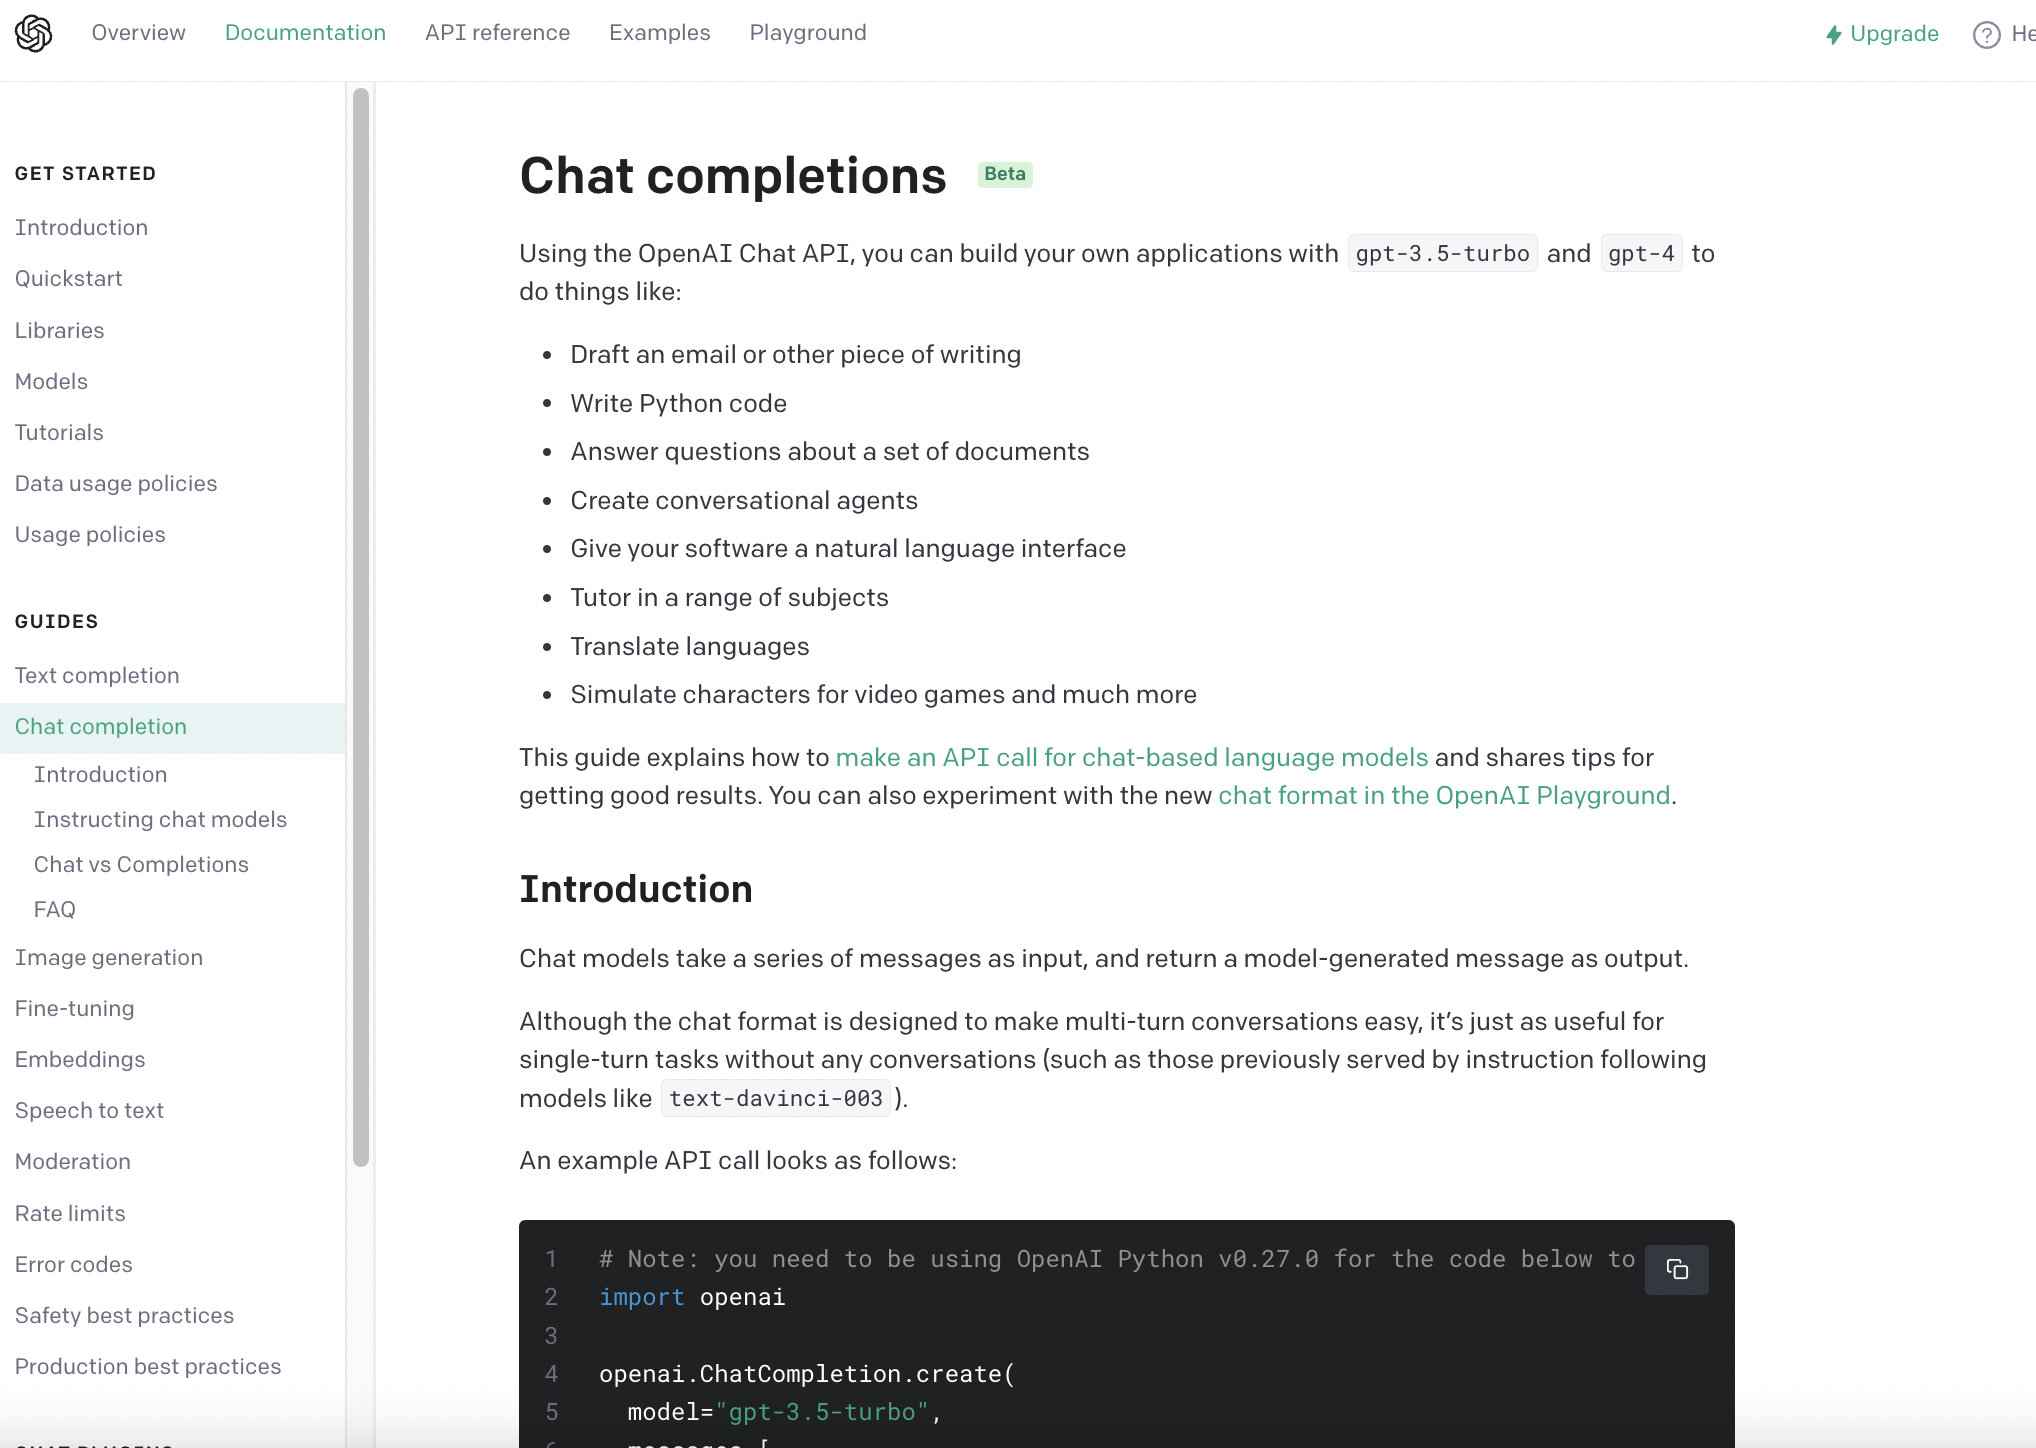 Overview
Documentation
API reference
Examples
Playground
Upgrade
GET STARTED
Introduction
Quickstart
Libraries
Models
Tutorials
Data usage policies
Usage policies
GUIDES
Text completion
Chat completion
Introduction
Instructing chat models
Chat vs Completions
FAQ
Image generation
Fine-tuning
Embeddings
Speech to text
Moderation
Rate limits
Error codes
Safety best practices
Production best practices
Chat completions Beta
Using the OpenAI Chat API, you can build your own applications with gpt-3.5-turbo and gpt-4 to
do things like:
• Draft an email or other piece of writing
• Write Python code
• Answer questions about a set of documents
• Create conversational agents
• Give your software a natural language interface
• Tutor in a range of subjects
• Translate languages
• Simulate characters for video games and much more
This guide explains how to make an API call for chat-based language models and shares tips for
getting good results. You can also experiment with the new chat format in the OpenAI Playground.
Introduction
Chat models take a series of messages as input, and return a model-generated message as output.
Although the chat format is designed to make multi-turn conversations easy, it’s just as useful for
single-turn tasks without any conversations (such as those previously served by instruction following
models like text-davinci-003 ).
An example API call looks as follows:
1 # Note: you need to be using OpenAI Python v0.27.0 for the code below to
2 import openai
3
4 openai.ChatCompletion.create(
5 model="gpt-3.5-turbo",